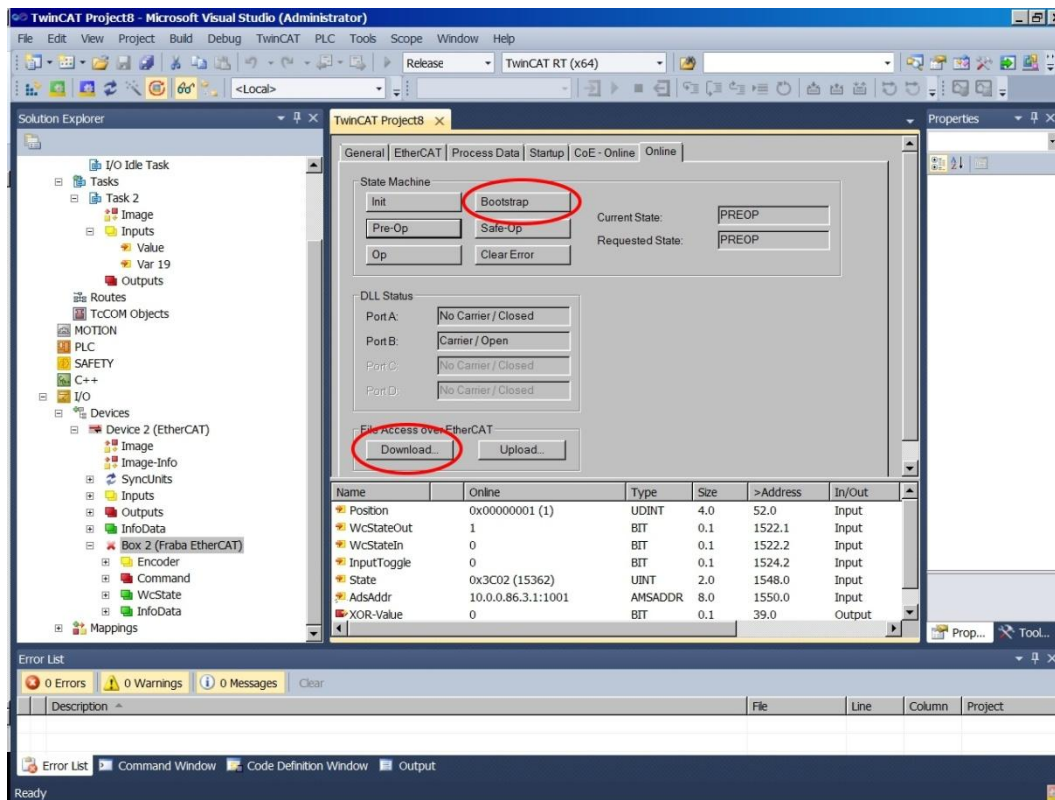 TwinCAT Project8 - Microsoft Visual Studio (Administrator)
File Edit View Project Build Debug TwinCAT PLC Tools Scope Window Help
Release TwinCAT RT (x64)
<Local>
Solution Explorer
I/O Idle Task
Tasks
Task 2
Image
Inputs
Value
Var 19
Outputs
Routes
TcCOM Objects
MOTION
PLC
SAFETY
C++
I/O
Devices
Device 2 (EtherCAT)
Image
Image-Info
SyncUnits
Inputs
Outputs
InfoData
Box 2 (Fraba EtherCAT)
Encoder
Command
WcState
InfoData
Mappings
TwinCAT Project8
General EtherCAT Process Data Startup CoE - Online Online
State Machine
Init Bootstrap
Pre-Op Safe-Op
Op Clear Error
Current State: PREOP
Requested State: PREOP
DLL Status
Port A: No Carrier / Closed
Port B: Carrier / Open
Port C: No Carrier / Closed
Port D: No Carrier / Closed
File Access over EtherCAT
Download... Upload...
Name Online Type Size >Address In/Out
Position 0x00000001 (1) UDINT 4.0 52.0 Input
WcStateOut 1 BIT 0.1 1522.1 Input
WcStateIn 0 BIT 0.1 1522.2 Input
InputToggle 0 BIT 0.1 1524.2 Input
State 0x3C02 (15362) UINT 2.0 1548.0 Input
AdsAddr 10.0.0.86.3.1:1001 AMSADDR 8.0 1550.0 Input
XOR-Value 0 BIT 0.1 39.0 Output
Properties
Prop... Tool...
Error List
0 Errors 0 Warnings 0 Messages Clear
Description File Line Column Project
Error List Command Window Code Definition Window Output
Ready